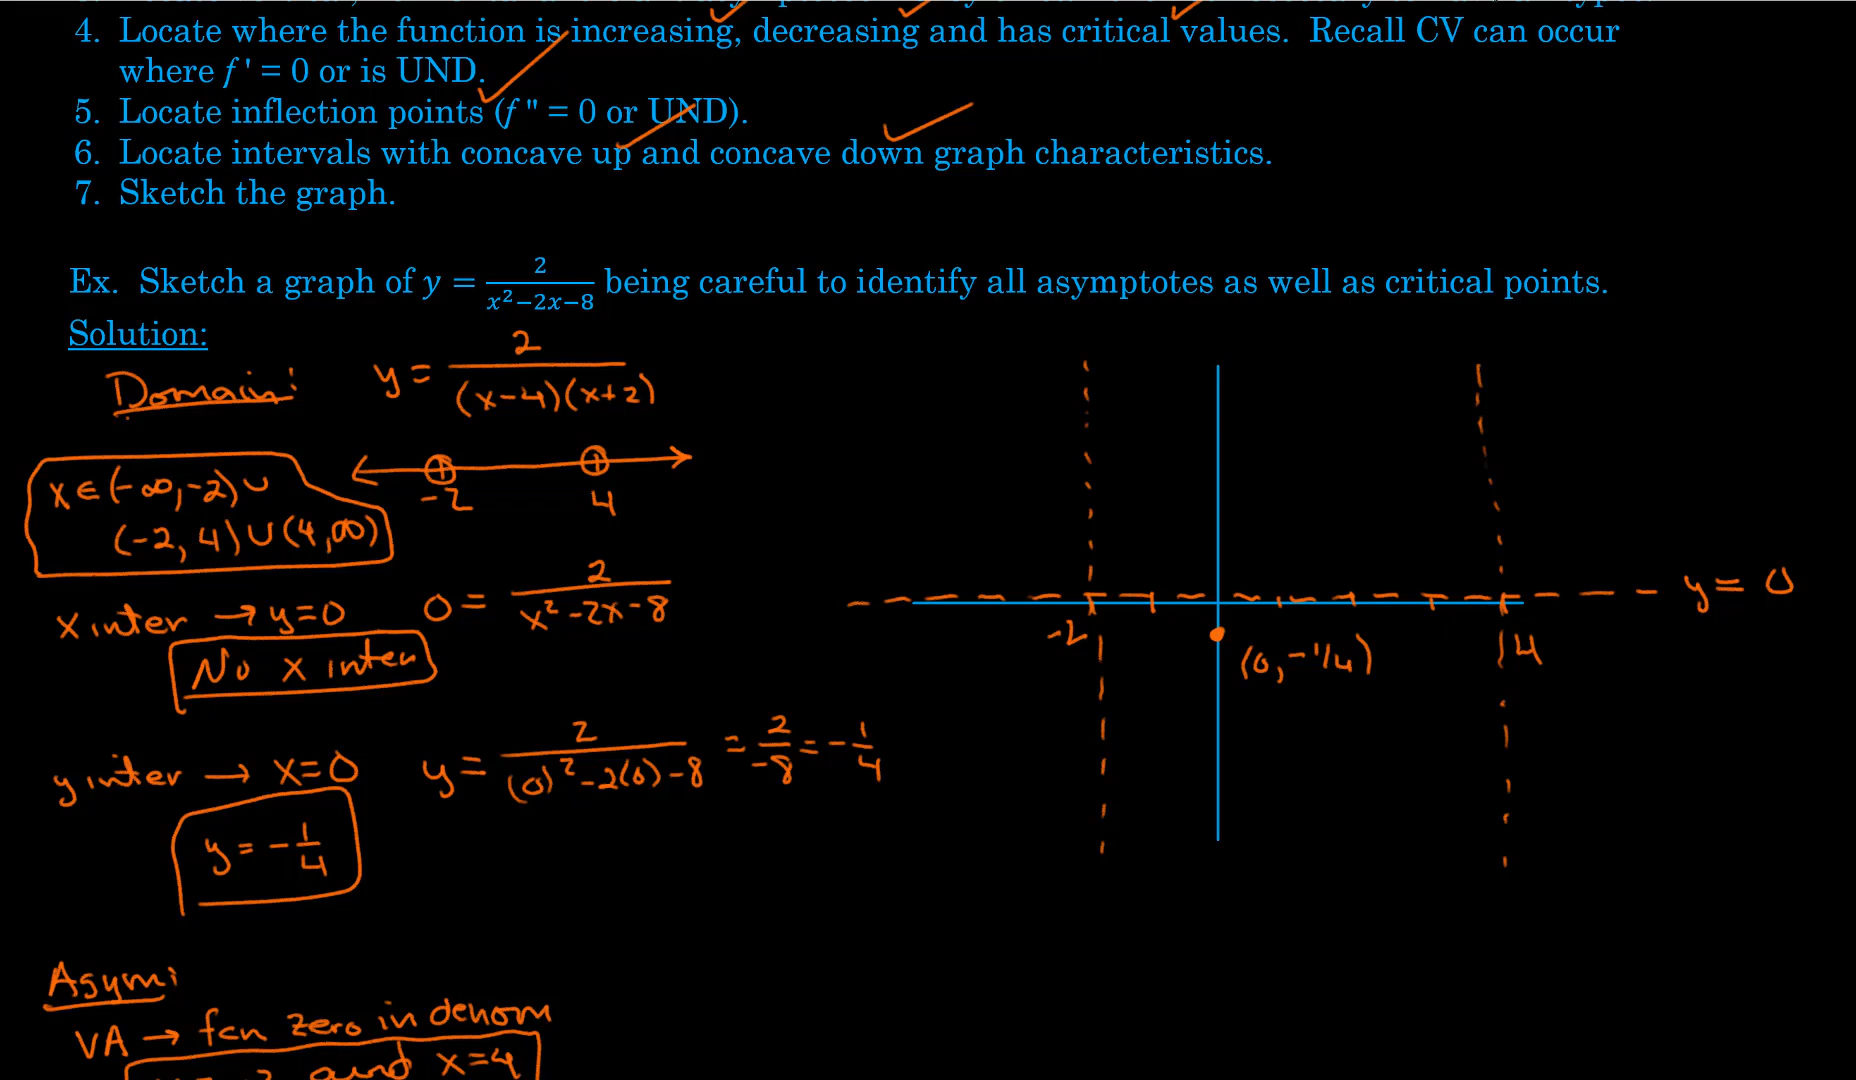 4. Locate where the function is increasing, decreasing and has critical values. Recall CV can occur
where f ' = 0 or is UND.
5. Locate inflection points (f " = 0 or UND).
6. Locate intervals with concave up and concave down graph characteristics.
7. Sketch the graph.
Ex. Sketch a graph of y = 2/(x²−2x−8) being careful to identify all asymptotes as well as critical points.
Solution:
Domain: y = 2/((x-4)(x+2))
-2 4
x ∈ (-∞,-2) ∪
(-2, 4) ∪ (4, ∞)
x inter → y=0 0 = 2/(x²-2x-8)
No x inter
y inter → x=0 y = 2/((0)²-2(0)-8) = 2/-8 = -1/4
y = -1/4
y = 0
-2
(0, -1/4)
4
Asym:
VA → fcn zero in denom
and x=4